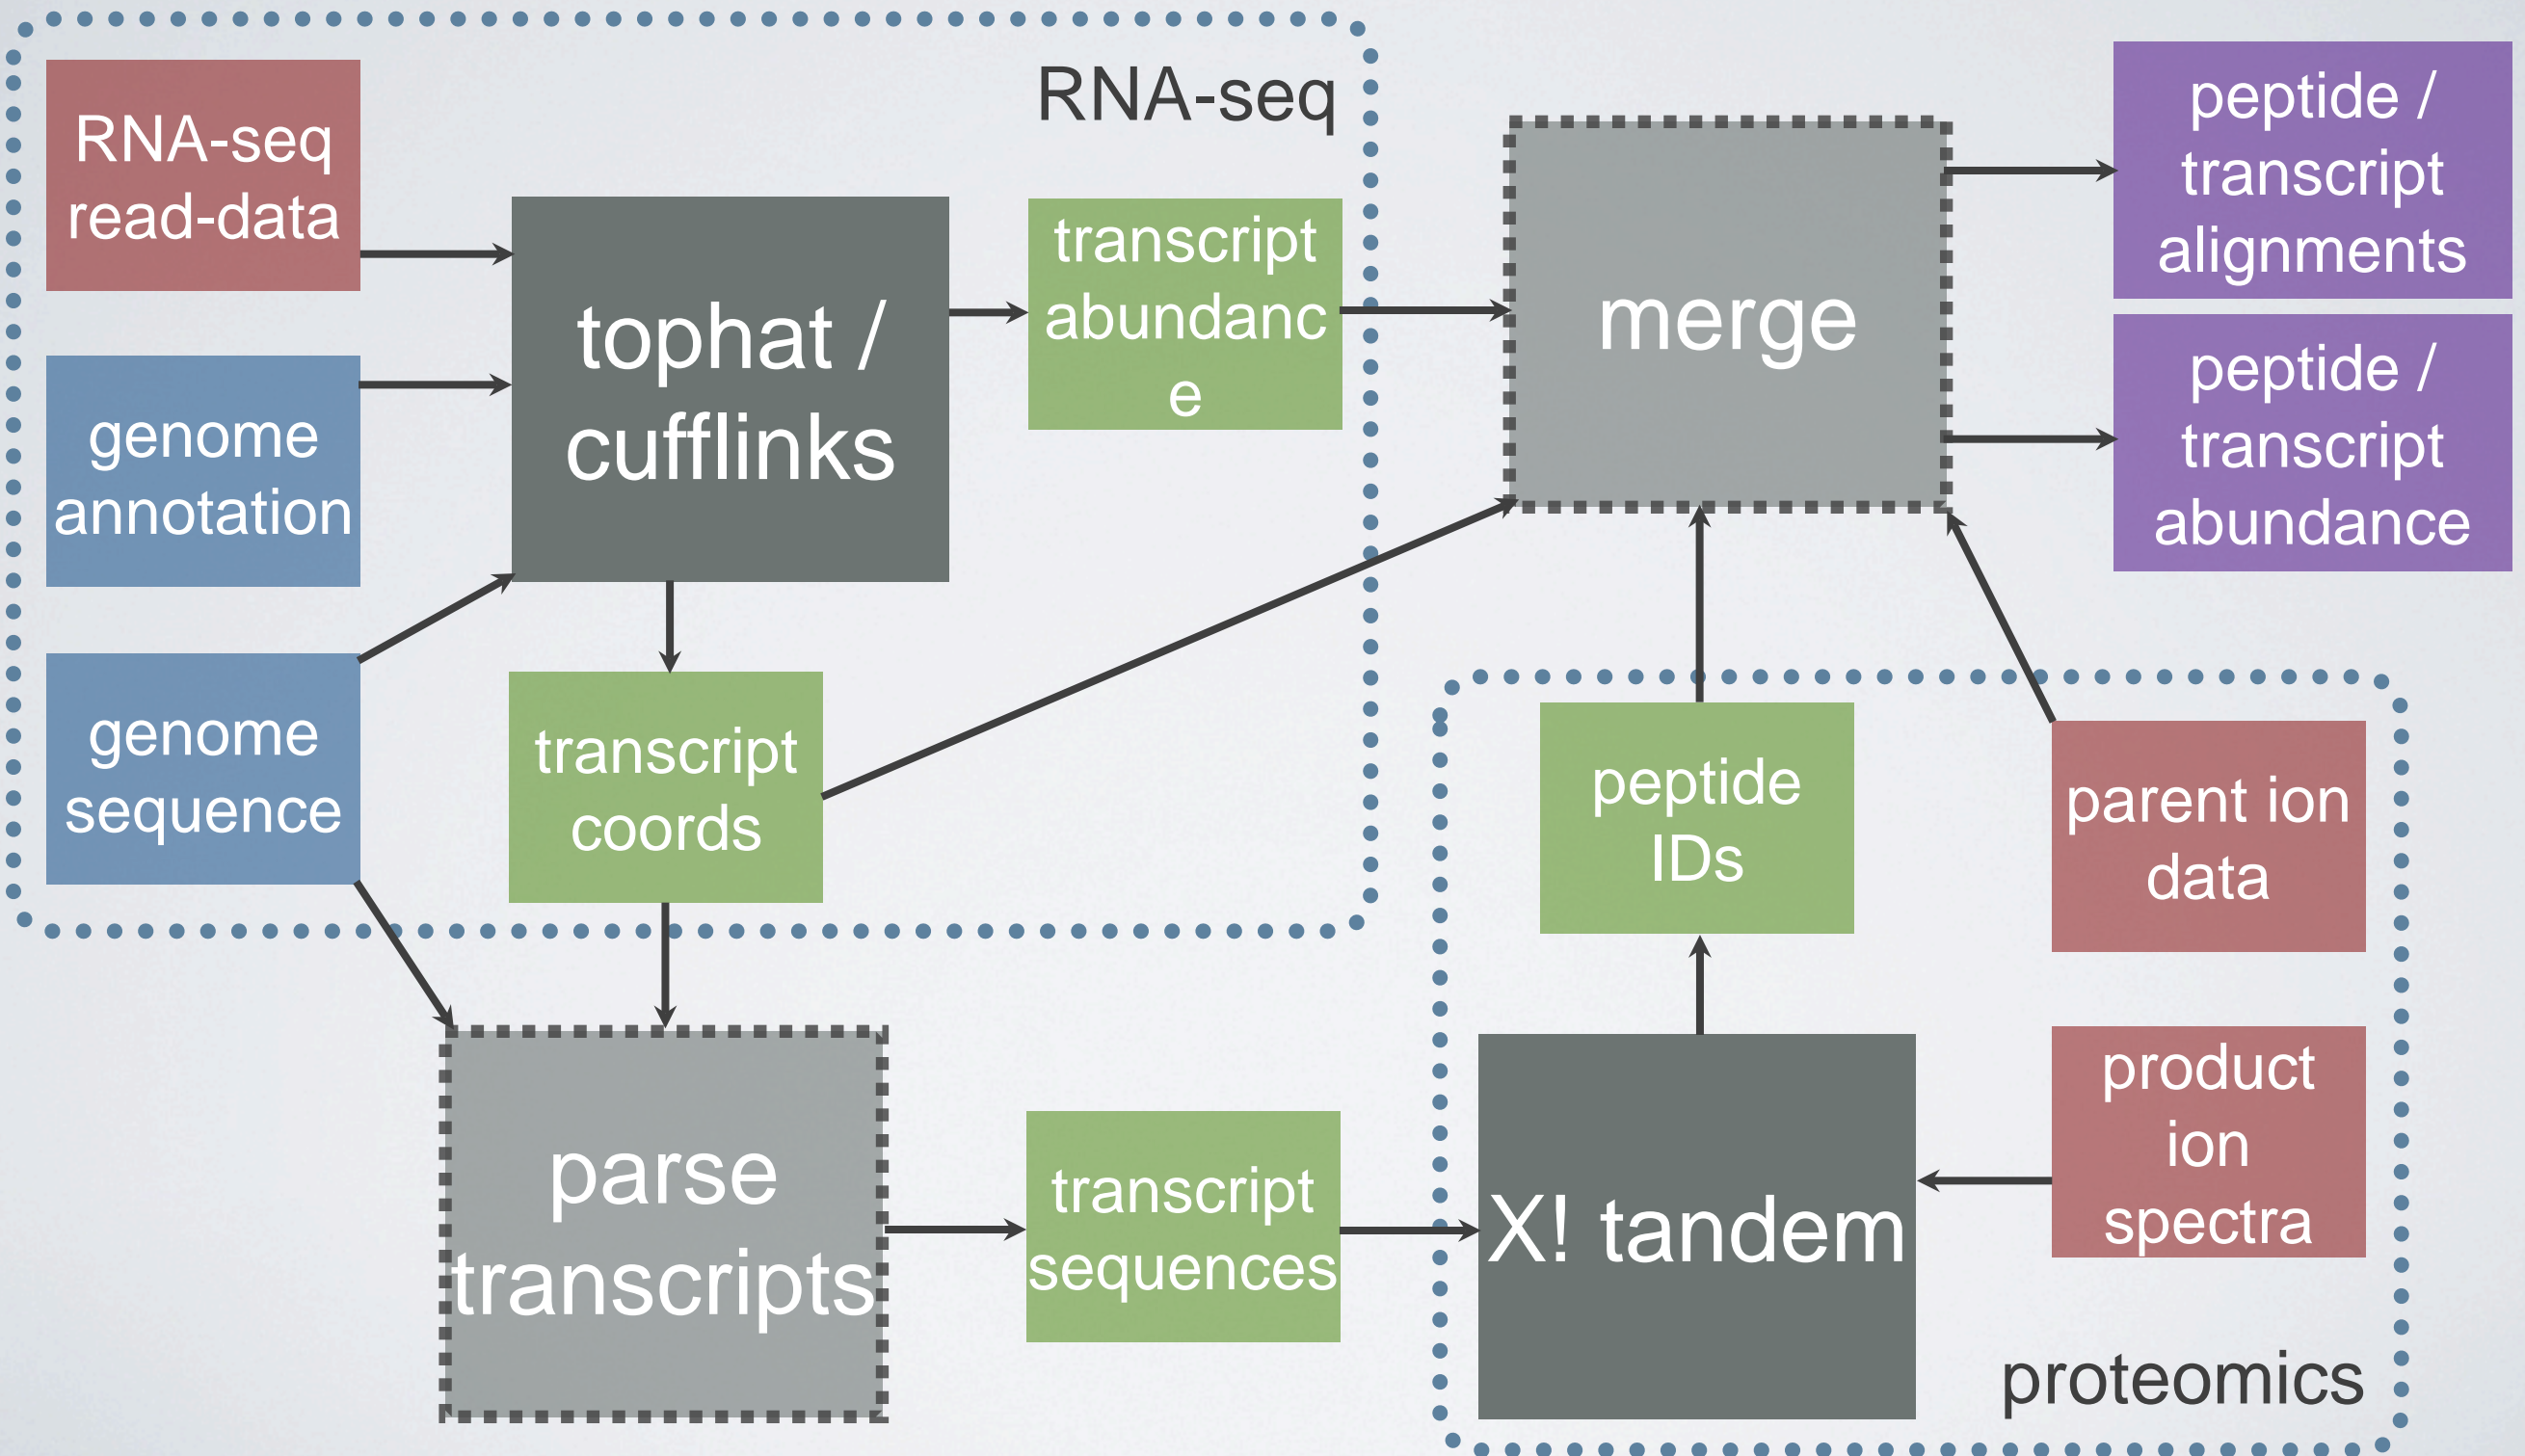 RNA-seq
RNA-seq
read-data
genome
annotation
genome
sequence
tophat /
cufflinks
transcript
abundanc
e
transcript
coords
merge
peptide /
transcript
alignments
peptide /
transcript
abundance
parse
transcripts
transcript
sequences
peptide
IDs
X! tandem
parent ion
data
product
ion
spectra
proteomics